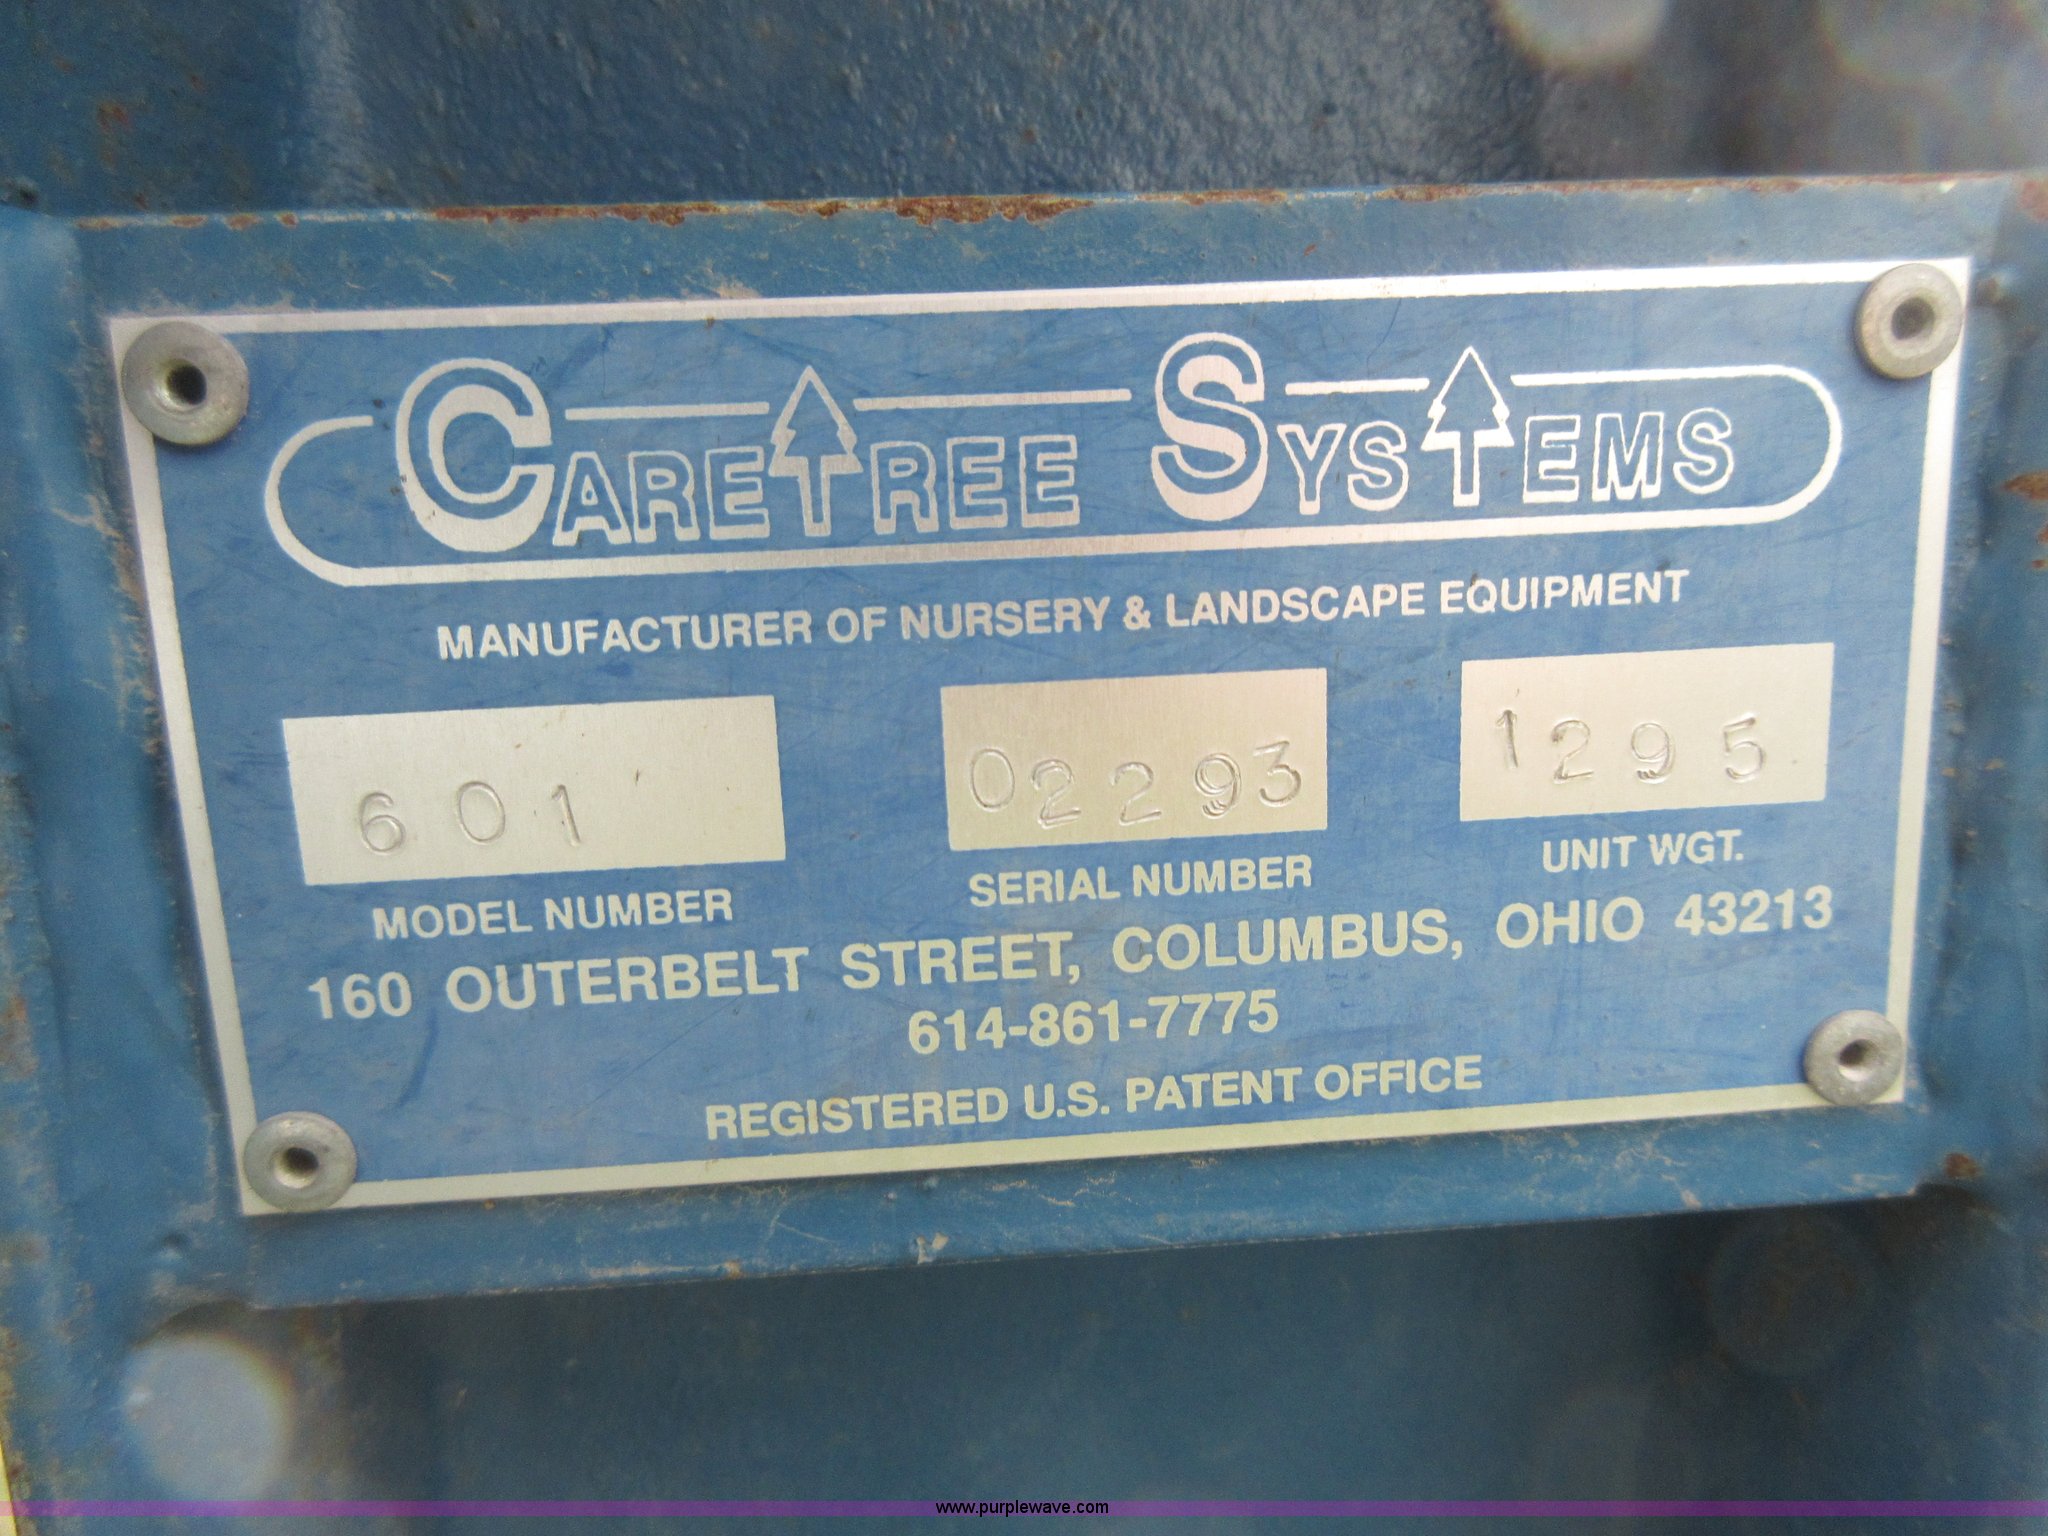 CARETREE SYSTEMS
MANUFACTURER OF NURSERY & LANDSCAPE EQUIPMENT
601 02293 1295
MODEL NUMBER SERIAL NUMBER UNIT WGT.
160 OUTERBELT STREET, COLUMBUS, OHIO 43213
614-861-7775
REGISTERED U.S. PATENT OFFICE
www.purplewave.com